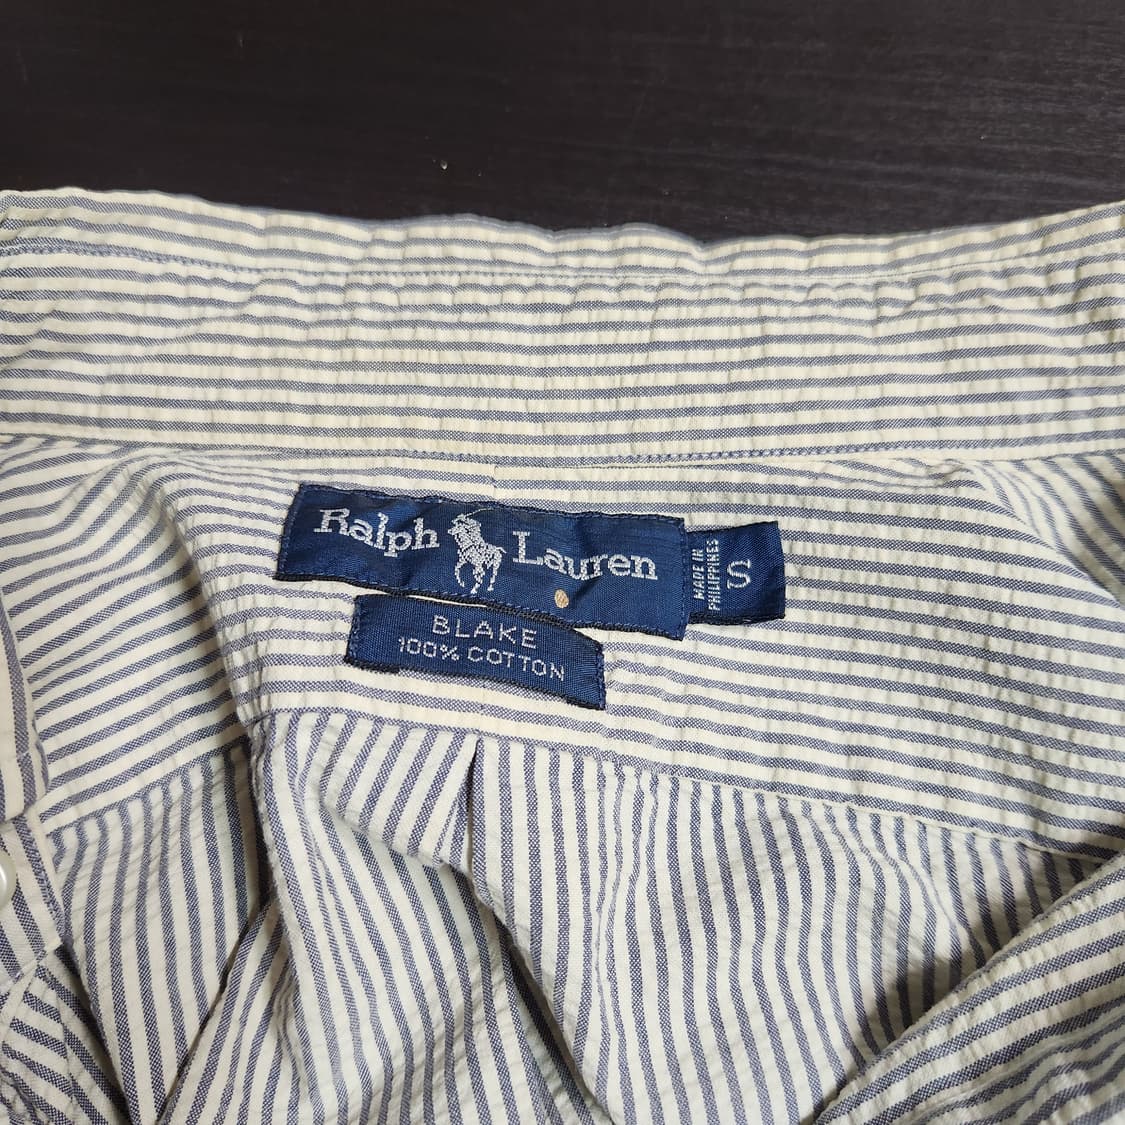 Ralph Lauren
MADE IN
PHILIPPINES
S
BLAKE
100% COTTON